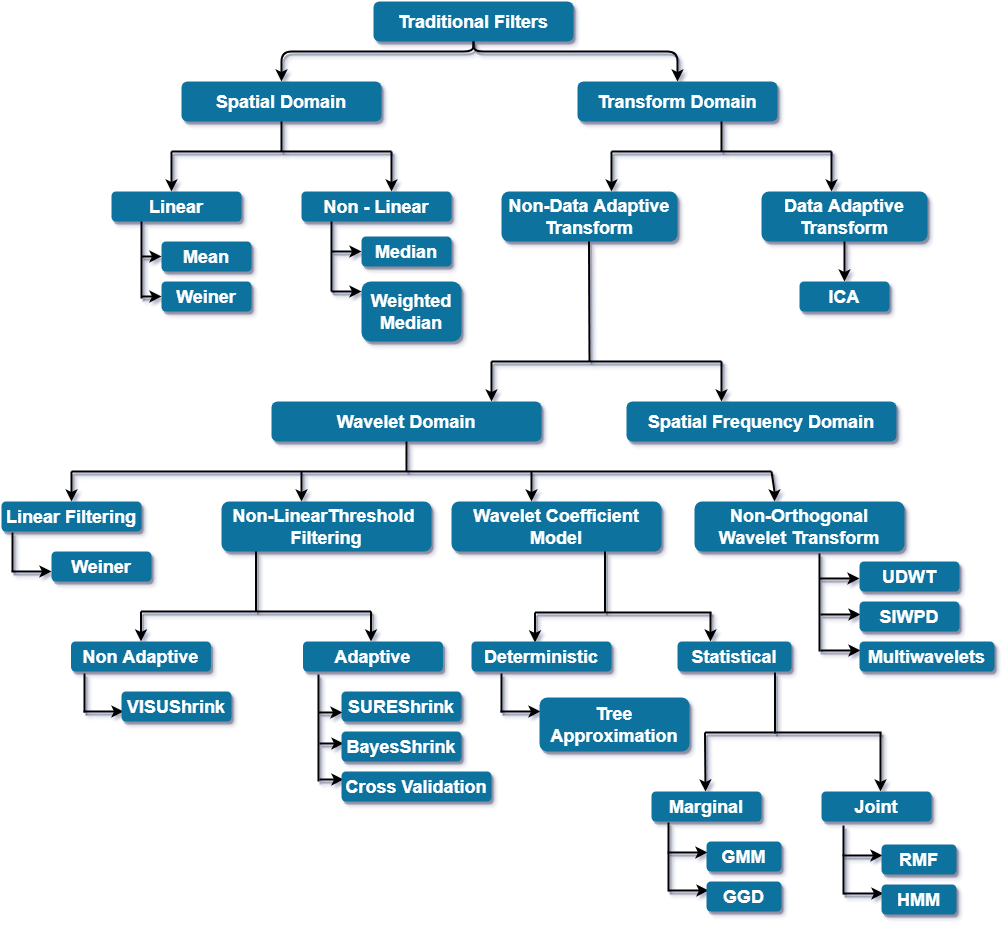 Traditional Filters
Spatial Domain
Transform Domain
Linear
Non - Linear
Non-Data Adaptive
Transform
Data Adaptive
Transform
Mean
Weiner
Median
Weighted
Median
ICA
Wavelet Domain
Spatial Frequency Domain
Linear Filtering
Non-LinearThreshold
Filtering
Wavelet Coefficient
Model
Non-Orthogonal
Wavelet Transform
Weiner
UDWT
SIWPD
Multiwavelets
Non Adaptive
Adaptive
Deterministic
Statistical
VISUShrink
SUREShrink
BayesShrink
Cross Validation
Tree
Approximation
Marginal
Joint
GMM
GGD
RMF
HMM